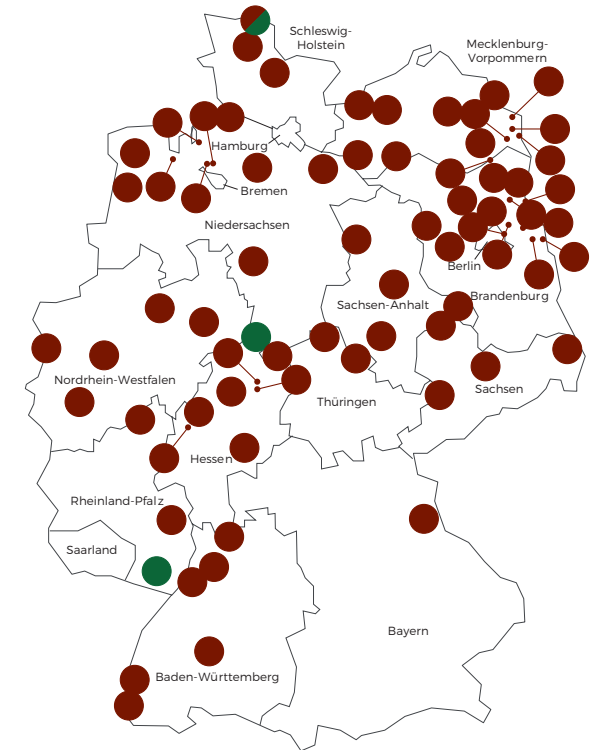 Schleswig-
Holstein
Mecklenburg-
Vorpommern
Hamburg
Bremen
Niedersachsen
Berlin
Brandenburg
Sachsen-Anhalt
Nordrhein-Westfalen
Sachsen
Thüringen
Hessen
Rheinland-Pfalz
Saarland
Bayern
Baden-Württemberg